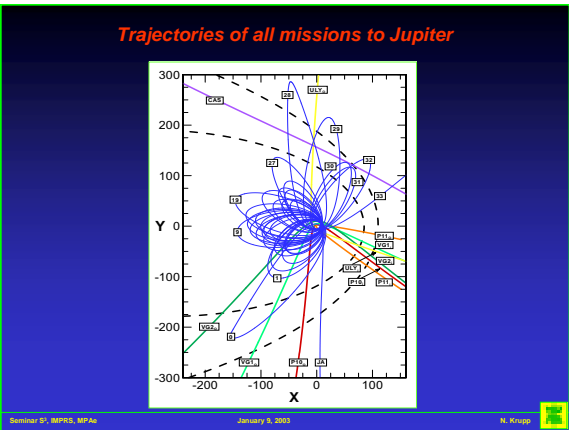 Trajectories of all missions to Jupiter
300
200
100
0
-100
-200
-300
Y
-200 -100 0 100
X
CAS
28
ULY
29
27
30
32
31
33
19
9
P11
VG1
VG2
ULY
P10
P11
1
VG2
0
VG1
P10
JA
Seminar S³, IMPRS, MPAe January 9, 2003 N. Krupp